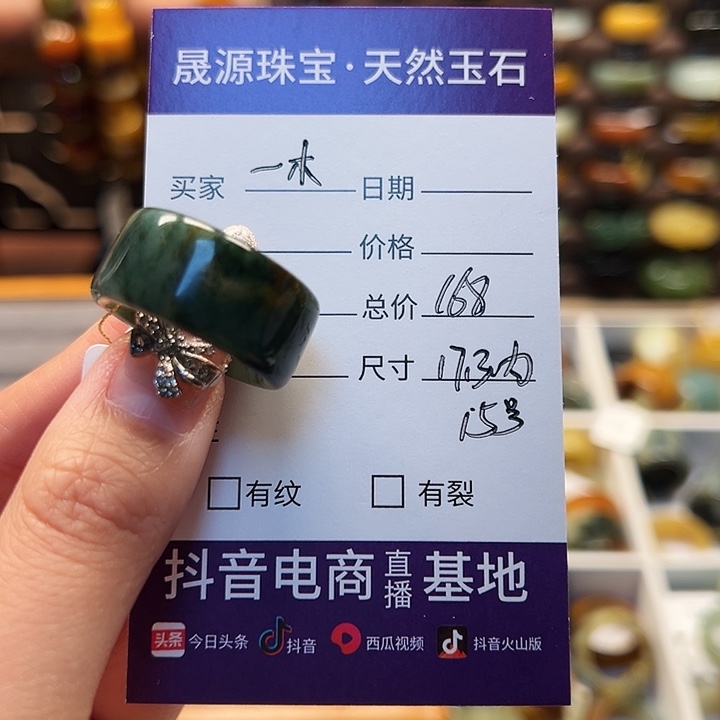 晟源珠宝·天然玉石
买家 一木 日期
价格
总价 168
尺寸 17.3内
15号
有纹 有裂
抖音电商直播基地
头条 今日头条 抖音 西瓜视频 抖音火山版